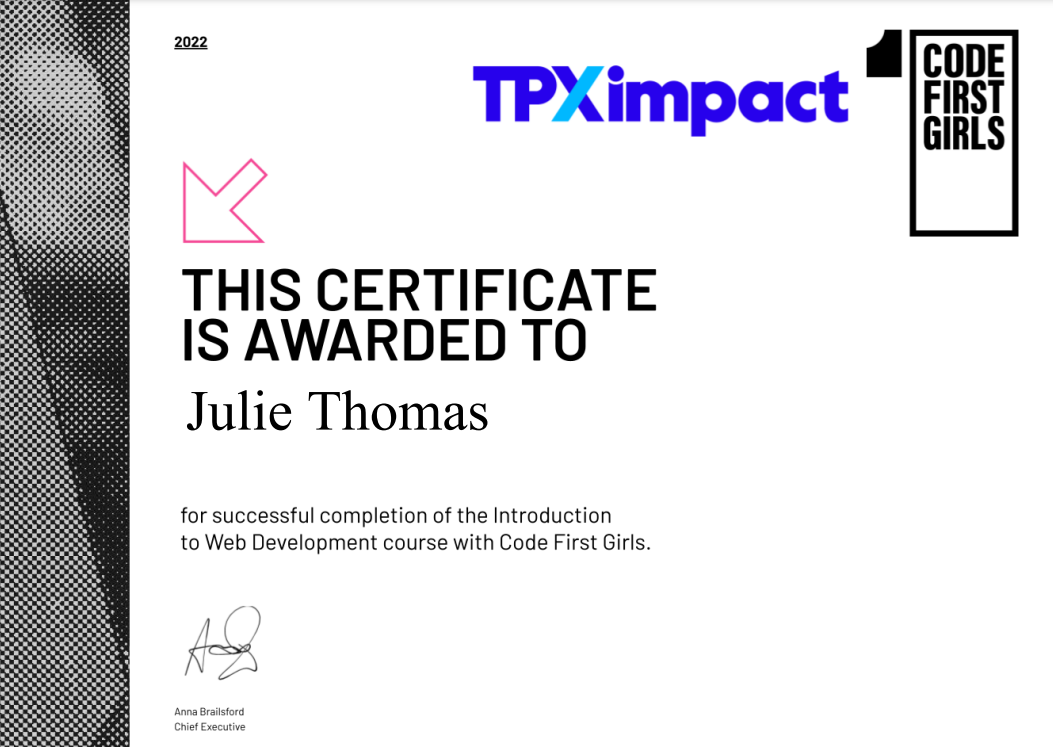 2022
TPXimpact
1
CODE
FIRST
GIRLS
THIS CERTIFICATE
IS AWARDED TO
Julie Thomas
for successful completion of the Introduction
to Web Development course with Code First Girls.
Anna Brailsford
Chief Executive